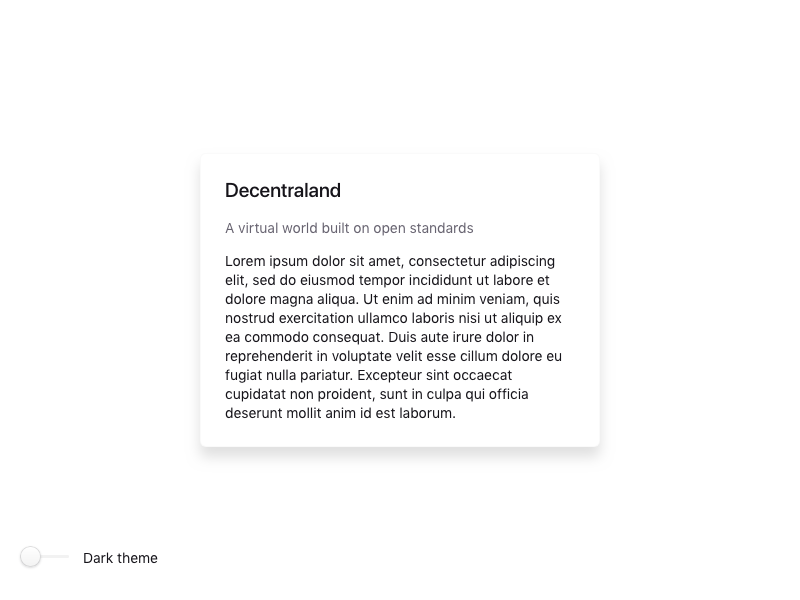 Decentraland
A virtual world built on open standards
Lorem ipsum dolor sit amet, consectetur adipiscing
elit, sed do eiusmod tempor incididunt ut labore et
dolore magna aliqua. Ut enim ad minim veniam, quis
nostrud exercitation ullamco laboris nisi ut aliquip ex
ea commodo consequat. Duis aute irure dolor in
reprehenderit in voluptate velit esse cillum dolore eu
fugiat nulla pariatur. Excepteur sint occaecat
cupidatat non proident, sunt in culpa qui officia
deserunt mollit anim id est laborum.
Dark theme